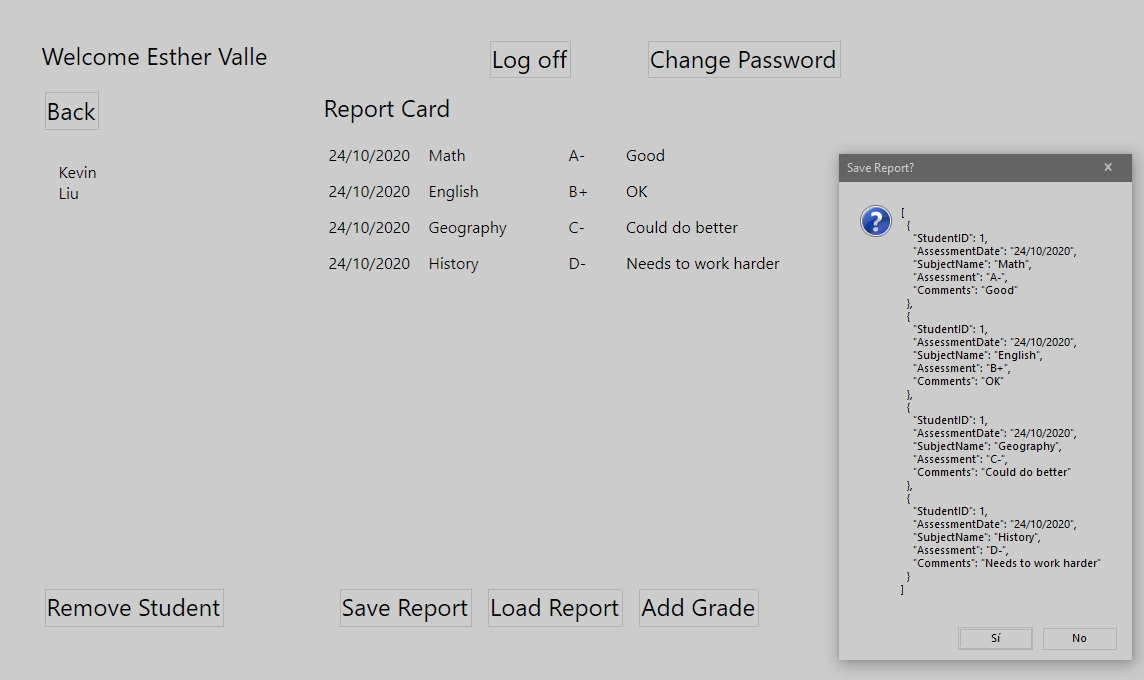 Welcome Esther Valle
Log off
Change Password
Back
Report Card
Kevin
Liu
24/10/2020 Math A- Good
24/10/2020 English B+ OK
24/10/2020 Geography C- Could do better
24/10/2020 History D- Needs to work harder
Remove Student
Save Report
Load Report
Add Grade
Save Report?
[
{
"StudentID": 1,
"AssessmentDate": "24/10/2020",
"SubjectName": "Math",
"Assessment": "A-",
"Comments": "Good"
},
{
"StudentID": 1,
"AssessmentDate": "24/10/2020",
"SubjectName": "English",
"Assessment": "B+",
"Comments": "OK"
},
{
"StudentID": 1,
"AssessmentDate": "24/10/2020",
"SubjectName": "Geography",
"Assessment": "C-",
"Comments": "Could do better"
},
{
"StudentID": 1,
"AssessmentDate": "24/10/2020",
"SubjectName": "History",
"Assessment": "D-",
"Comments": "Needs to work harder"
}
]
Sí
No